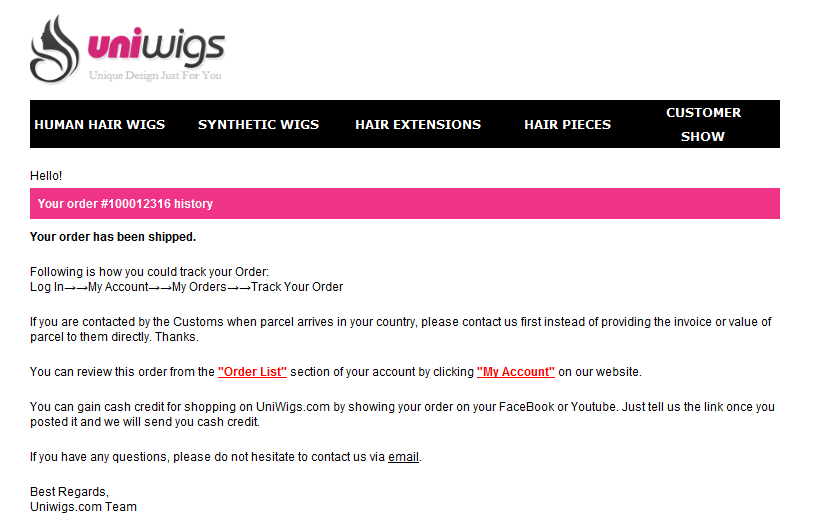 uniwigs
Unique Design Just For You
HUMAN HAIR WIGS
SYNTHETIC WIGS
HAIR EXTENSIONS
HAIR PIECES
CUSTOMER
SHOW
Hello!
Your order #100012316 history
Your order has been shipped.
Following is how you could track your Order:
Log In→→My Account→→My Orders→→Track Your Order
If you are contacted by the Customs when parcel arrives in your country, please contact us first instead of providing the invoice or value of
parcel to them directly. Thanks.
You can review this order from the "Order List" section of your account by clicking "My Account" on our website.
You can gain cash credit for shopping on UniWigs.com by showing your order on your FaceBook or Youtube. Just tell us the link once you
posted it and we will send you cash credit.
If you have any questions, please do not hesitate to contact us via email.
Best Regards,
Uniwigs.com Team